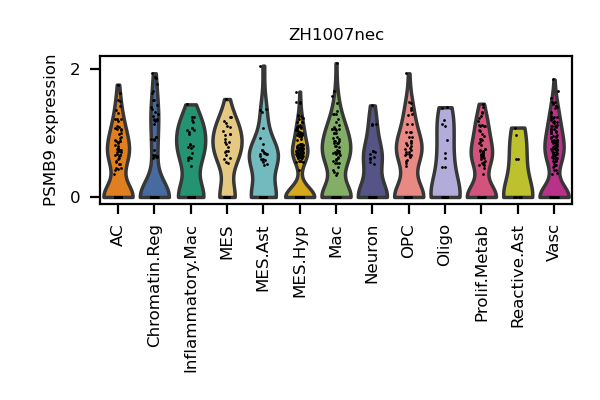 ZH1007nec
PSMB9 expression
2
0
AC
Chromatin.Reg
Inflammatory.Mac
MES
MES.Ast
MES.Hyp
Mac
Neuron
OPC
Oligo
Prolif.Metab
Reactive.Ast
Vasc